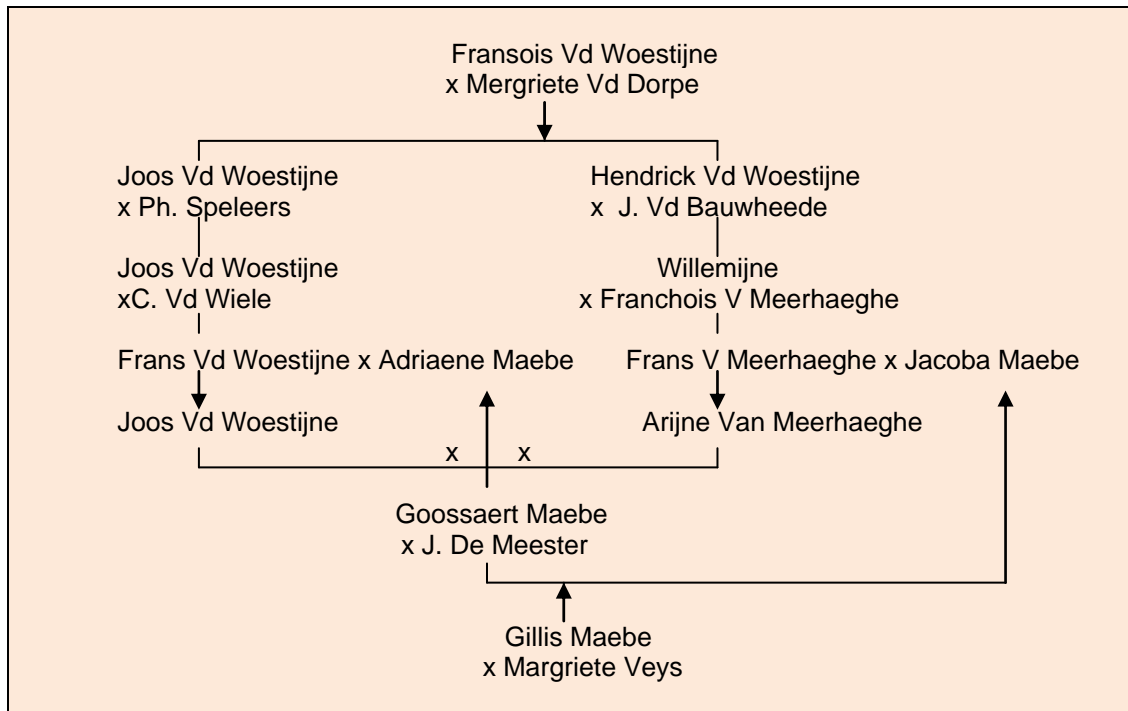 Fransois Vd Woestijne
x Mergriete Vd Dorpe
Joos Vd Woestijne
x Ph. Speleers
Hendrick Vd Woestijne
x J. Vd Bauwheede
Joos Vd Woestijne
xC. Vd Wiele
Willemijne
x Franchois V Meerhaeghe
Frans Vd Woestijne x Adriaene Maebe
Frans V Meerhaeghe x Jacoba Maebe
Joos Vd Woestijne
Arijne Van Meerhaeghe
x x
Goossaert Maebe
x J. De Meester
Gillis Maebe
x Margriete Veys